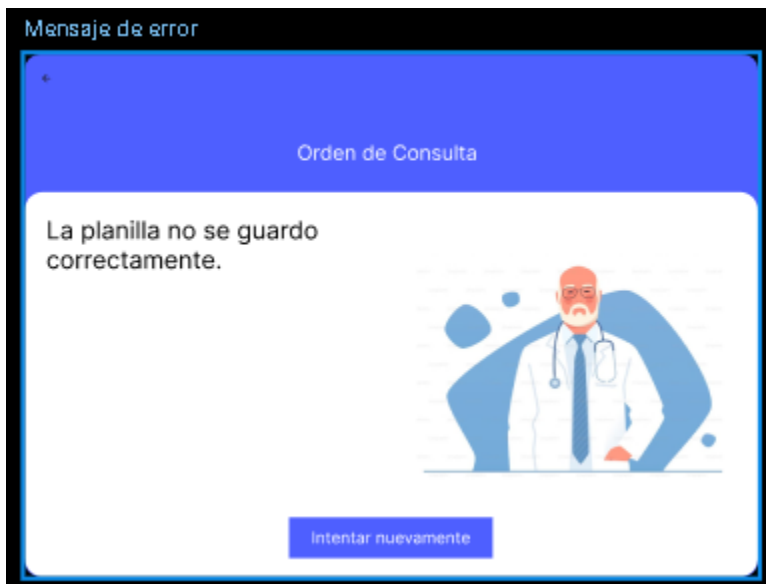 Mensaje de error
Orden de Consulta
La planilla no se guardo
correctamente.
Intentar nuevamente